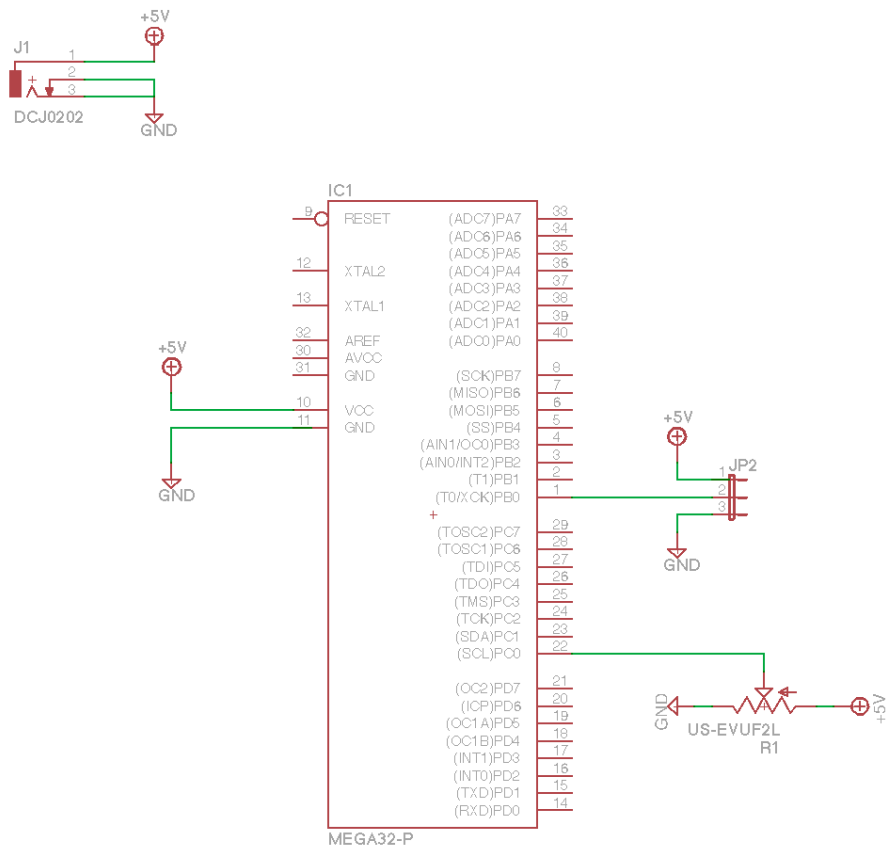 +5V
J1
1
2
3
DCJ0202
GND
IC1
9 RESET (ADC7)PA7 33
(ADC6)PA6 34
(ADC5)PA5 35
12 XTAL2 (ADC4)PA4 36
(ADC3)PA3 37
13 XTAL1 (ADC2)PA2 38
(ADC1)PA1 39
32 AREF (ADC0)PA0 40
30 AVCC
31 GND (SCK)PB7 8
(MISO)PB6 7
+5V
10 VCC (MOSI)PB5 6
11 GND (SS)PB4 5
(AIN1/OC0)PB3 4
(AIN0/INT2)PB2 3
(T1)PB1 2
(T0/XCK)PB0 1
GND
+5V
JP2
1
2
3
GND
(TOSC2)PC7 29
(TOSC1)PC6 28
(TDI)PC5 27
(TDO)PC4 26
(TMS)PC3 25
(TCK)PC2 24
(SDA)PC1 23
(SCL)PC0 22
(OC2)PD7 21
(ICP)PD6 20
(OC1A)PD5 19
(OC1B)PD4 18
(INT1)PD3 17
(INT0)PD2 16
(TXD)PD1 15
(RXD)PD0 14
GND
+5V
US-EVUF2L
R1
MEGA32-P